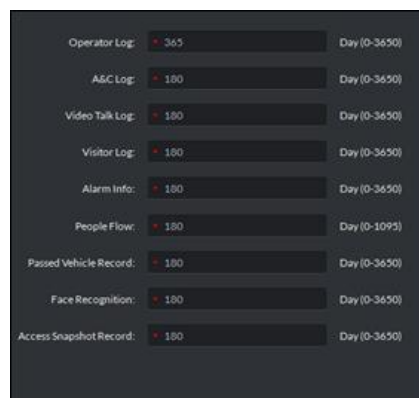 Operator Log: * 365 Day (0-3650)
A&C Log: * 180 Day (0-3650)
Video Talk Log: * 180 Day (0-3650)
Visitor Log: * 180 Day (0-3650)
Alarm Info: * 180 Day (0-3650)
People Flow: * 180 Day (0-1095)
Passed Vehicle Record: * 180 Day (0-3650)
Face Recognition: * 180 Day (0-3650)
Access Snapshot Record: * 180 Day (0-3650)